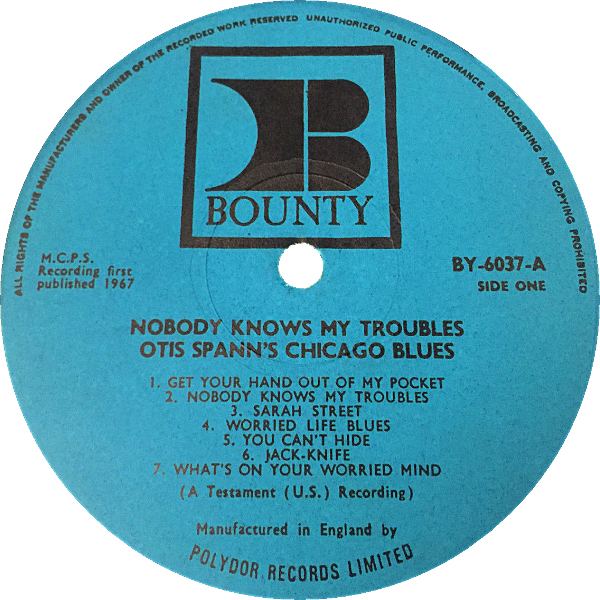 ALL RIGHTS OF THE MANUFACTURERS AND OWNER OF THE RECORDED WORK RESERVED UNAUTHORIZED PUBLIC PERFORMANCE, BROADCASTING AND COPYING PROHIBITED
B
BOUNTY
M.C.P.S.
Recording first
published 1967
BY-6037-A
SIDE ONE
NOBODY KNOWS MY TROUBLES
OTIS SPANN'S CHICAGO BLUES
1. GET YOUR HAND OUT OF MY POCKET
2. NOBODY KNOWS MY TROUBLES
3. SARAH STREET
4. WORRIED LIFE BLUES
5. YOU CAN'T HIDE
6. JACK-KNIFE
7. WHAT'S ON YOUR WORRIED MIND
(A Testament (U.S.) Recording)
Manufactured in England by
POLYDOR RECORDS LIMITED